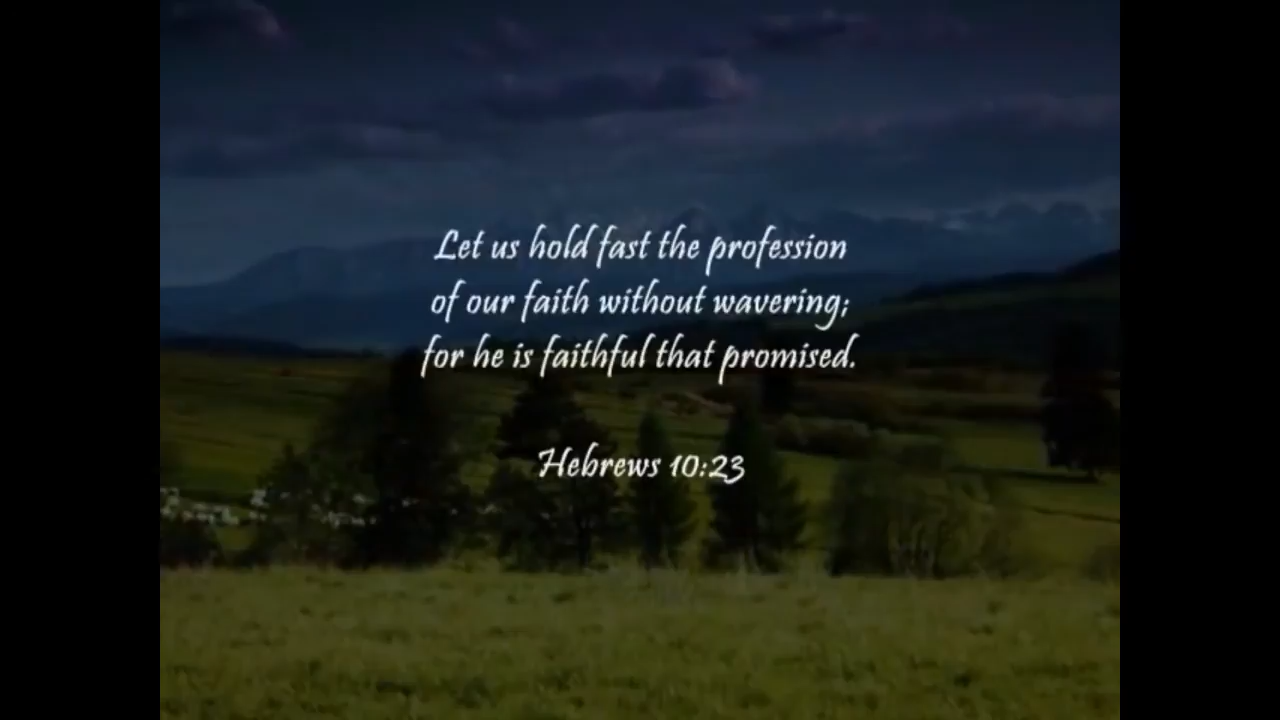 Let us hold fast the profession
of our faith without wavering;
for he is faithful that promised.
Hebrews 10:23